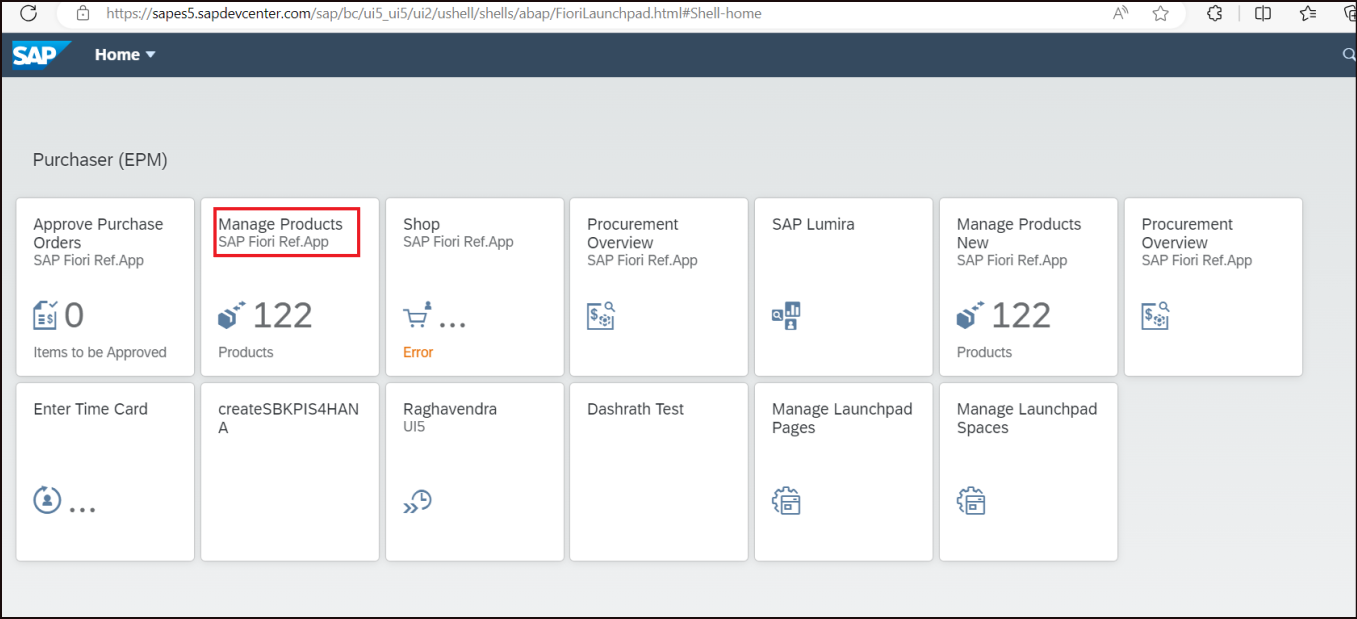 https://sapes5.sapdevcenter.com/sap/bc/ui5_ui5/ui2/ushell/shells/abap/FioriLaunchpad.html#Shell-home
SAP Home
Purchaser (EPM)
Approve Purchase
Orders
SAP Fiori Ref.App
0
Items to be Approved
Manage Products
SAP Fiori Ref.App
122
Products
Shop
SAP Fiori Ref.App
...
Error
Procurement
Overview
SAP Fiori Ref.App
SAP Lumira
Manage Products
New
SAP Fiori Ref.App
122
Products
Procurement
Overview
SAP Fiori Ref.App
Enter Time Card
...
createSBKPIS4HAN
A
Raghavendra
UI5
Dashrath Test
Manage Launchpad
Pages
Manage Launchpad
Spaces